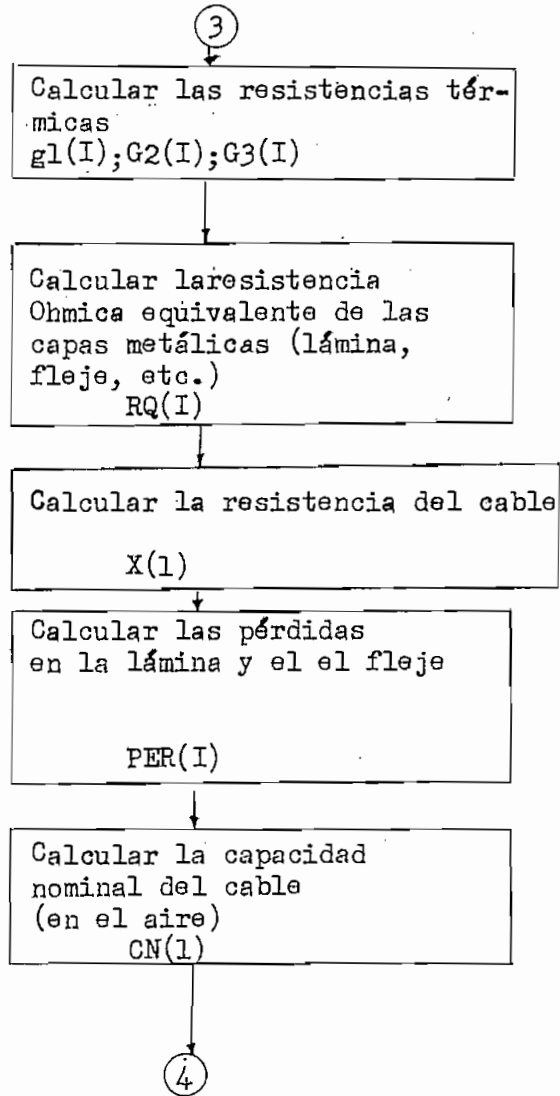 3
Calcular las resistencias tér-
micas
g1(I);G2(I);G3(I)
Calcular laresistencia
Ohmica equivalente de las
capas metálicas (lámina,
fleje, etc.)
RQ(I)
Calcular la resistencia del cable
X(1)
Calcular las pérdidas
en la lámina y el el fleje
PER(I)
Calcular la capacidad
nominal del cable
(en el aire)
CN(1)
4